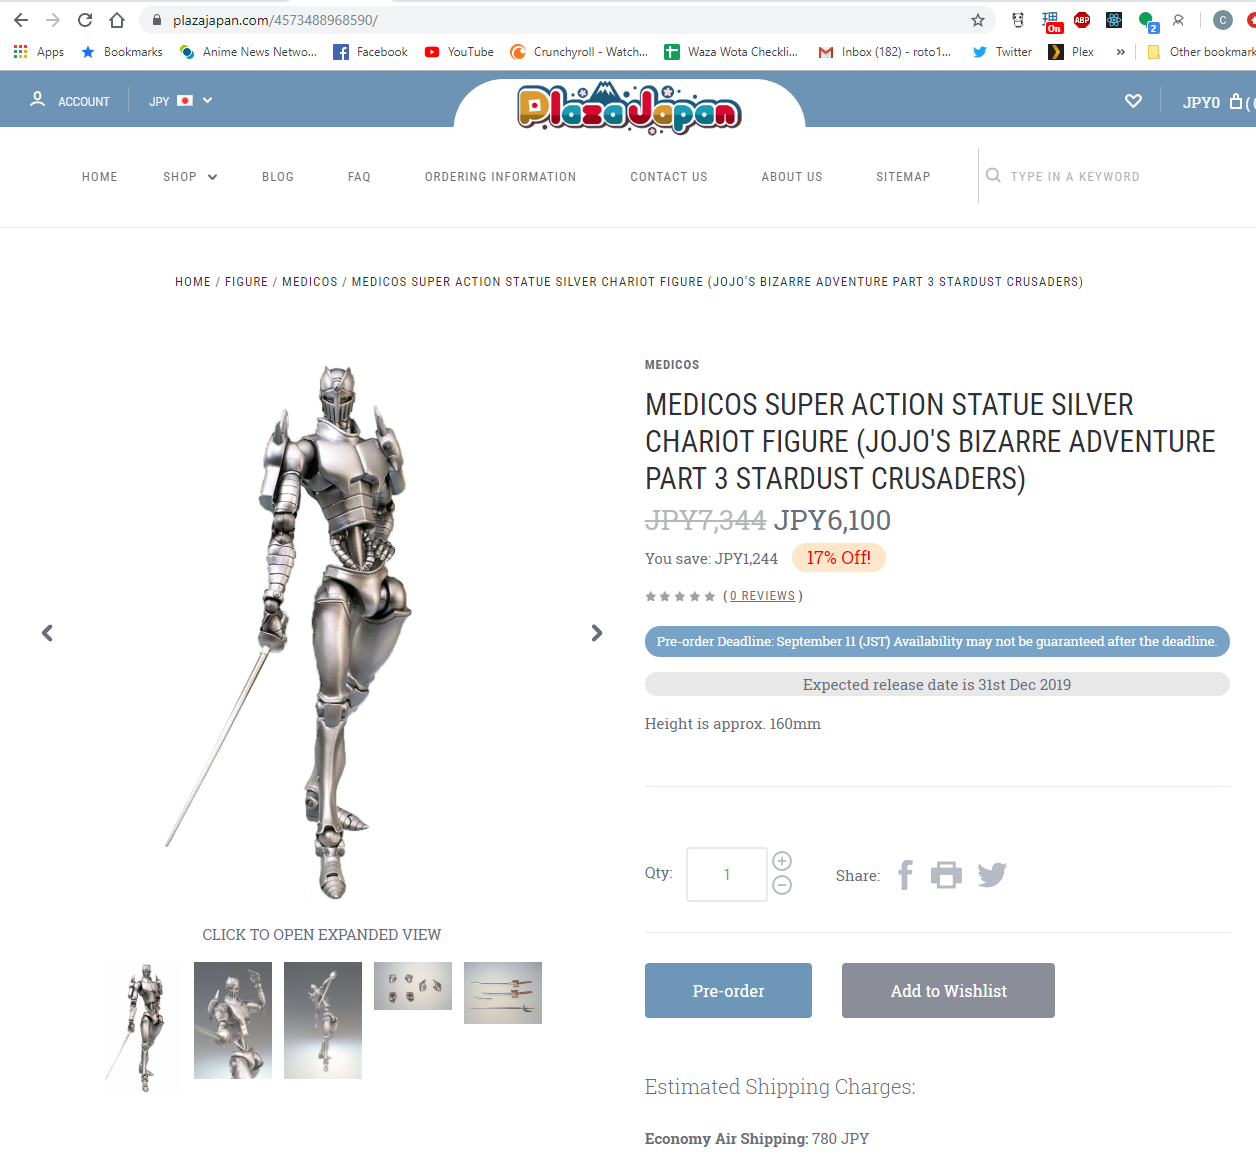 plazajapan.com/4573488968590/
On
ABP
2
C
Apps
Bookmarks
Anime News Netwo...
Facebook
YouTube
Crunchyroll - Watch...
Waza Wota Checkli...
Inbox (182) - roto1...
Twitter
Plex
»
Other bookmark
ACCOUNT
JPY
PlazaJapan
JPY0
HOME
SHOP
BLOG
FAQ
ORDERING INFORMATION
CONTACT US
ABOUT US
SITEMAP
TYPE IN A KEYWORD
HOME / FIGURE / MEDICOS / MEDICOS SUPER ACTION STATUE SILVER CHARIOT FIGURE (JOJO'S BIZARRE ADVENTURE PART 3 STARDUST CRUSADERS)
MEDICOS
MEDICOS SUPER ACTION STATUE SILVER
CHARIOT FIGURE (JOJO'S BIZARRE ADVENTURE
PART 3 STARDUST CRUSADERS)
JPY7,344 JPY6,100
You save: JPY1,244 17% Off!
( 0 REVIEWS )
Pre-order Deadline: September 11 (JST) Availability may not be guaranteed after the deadline.
Expected release date is 31st Dec 2019
Height is approx. 160mm
Qty:
1
Share:
CLICK TO OPEN EXPANDED VIEW
Pre-order
Add to Wishlist
Estimated Shipping Charges:
Economy Air Shipping: 780 JPY